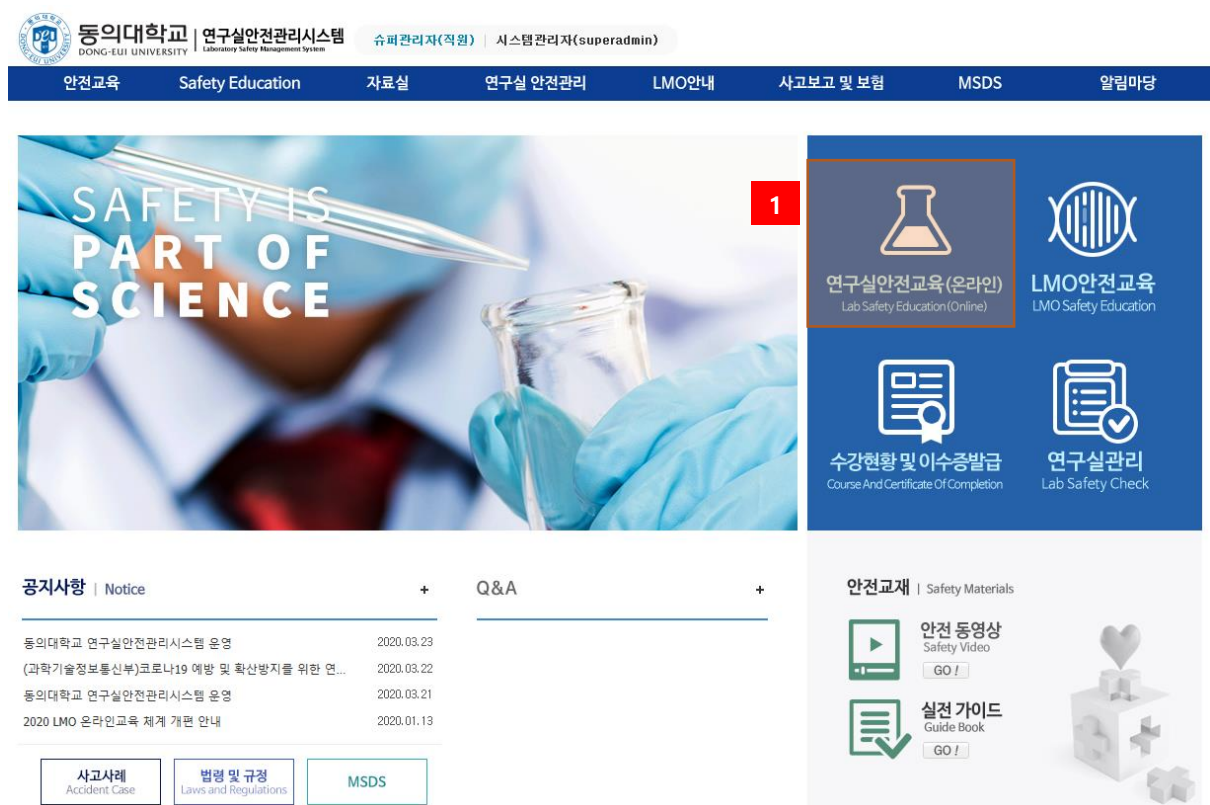 동의대학교
DONG-EUI UNIVERSITY
연구실안전관리시스템
Laboratory Safety Management System
슈퍼관리자(직원) | 시스템관리자(superadmin)
안전교육 Safety Education 자료실 연구실 안전관리 LMO안내 사고보고 및 보험 MSDS 알림마당
SAFETY IS
PART OF
SCIENCE
1
연구실안전교육(온라인)
Lab Safety Education(Online)
LMO안전교육
LMO Safety Education
수강현황 및 이수증발급
Course And Certificate Of Completion
연구실관리
Lab Safety Check
공지사항 | Notice +
동의대학교 연구실안전관리시스템 운영 2020.03.23
(과학기술정보통신부)코로나19 예방 및 확산방지를 위한 연... 2020.03.22
동의대학교 연구실안전관리시스템 운영 2020.03.21
2020 LMO 온라인교육 체계 개편 안내 2020.01.13
Q&A +
안전교재 | Safety Materials
안전 동영상
Safety Video
GO !
실전 가이드
Guide Book
GO !
사고사례
Accident Case
법령 및 규정
Laws and Regulations
MSDS